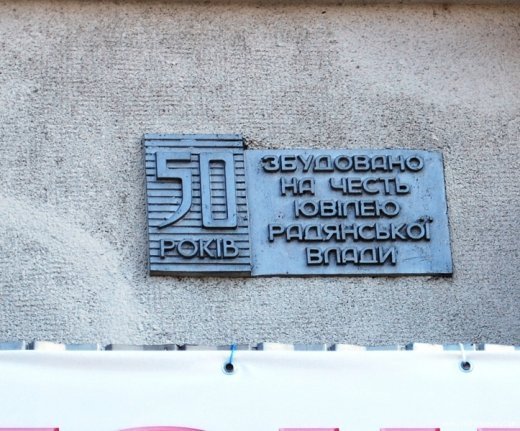 50
РОКІВ
ЗБУДОВАНО
НА ЧЕСТЬ
ЮВІЛЕЮ
РАДЯНСЬКОЇ
ВЛАДИ